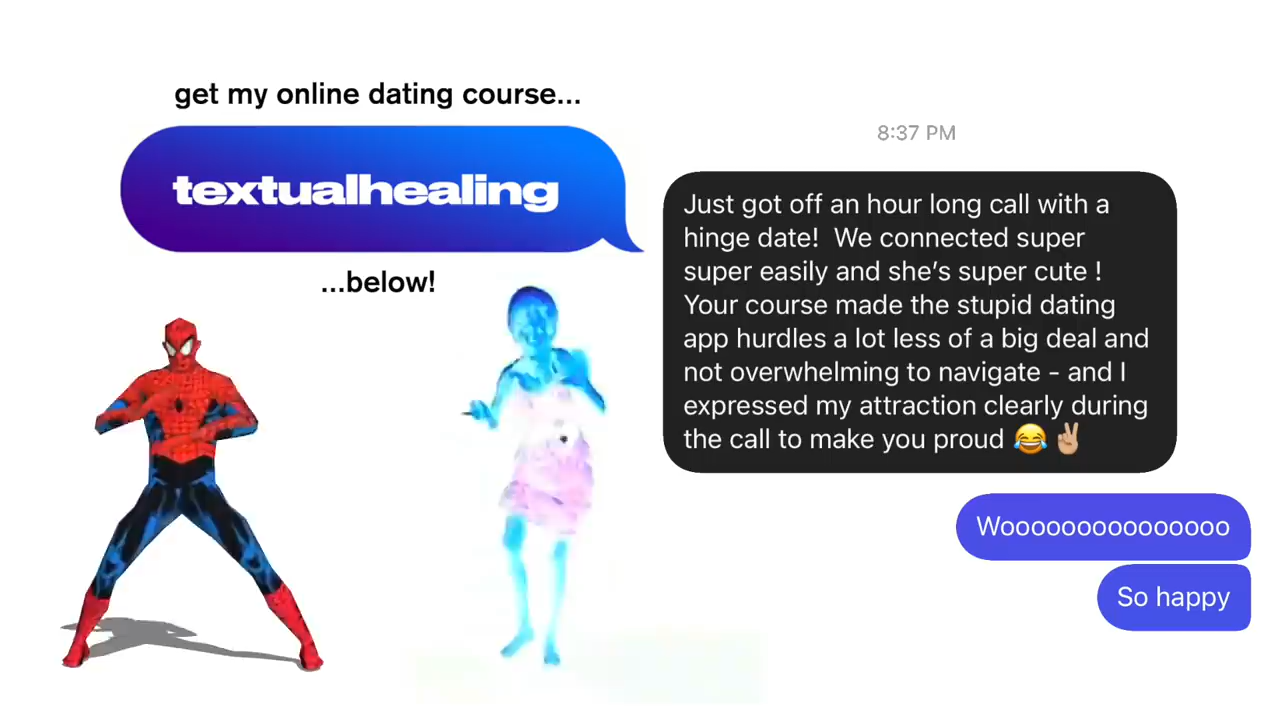 get my online dating course...
textualhealing
...below!
8:37 PM
Just got off an hour long call with a
hinge date!  We connected super
super easily and she’s super cute !
Your course made the stupid dating
app hurdles a lot less of a big deal and
not overwhelming to navigate - and I
expressed my attraction clearly during
the call to make you proud 😂✌🏼
Wooooooooooooooo
So happy